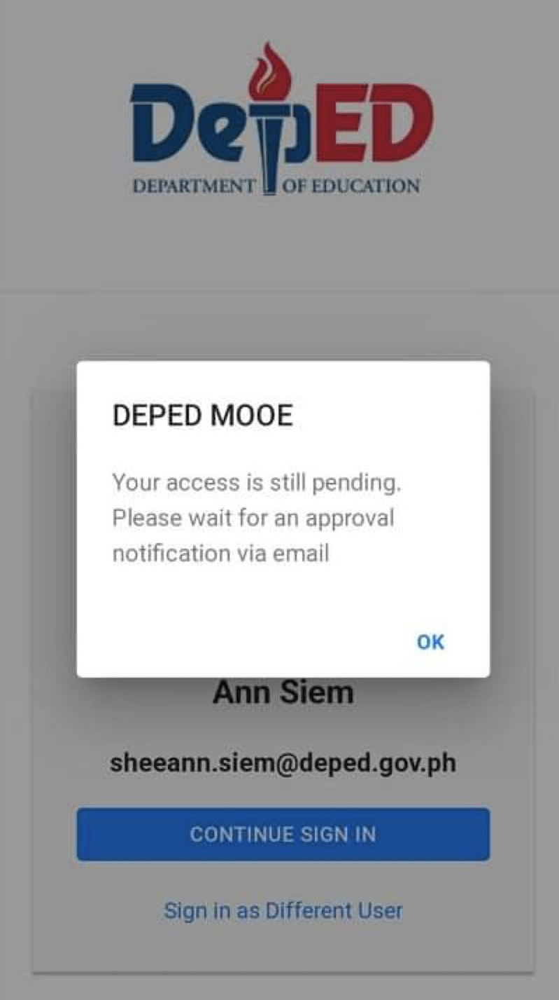 DepED
DEPARTMENT OF EDUCATION
DEPED MOOE
Your access is still pending.
Please wait for an approval
notification via email
OK
Ann Siem
sheeann.siem@deped.gov.ph
CONTINUE SIGN IN
Sign in as Different User